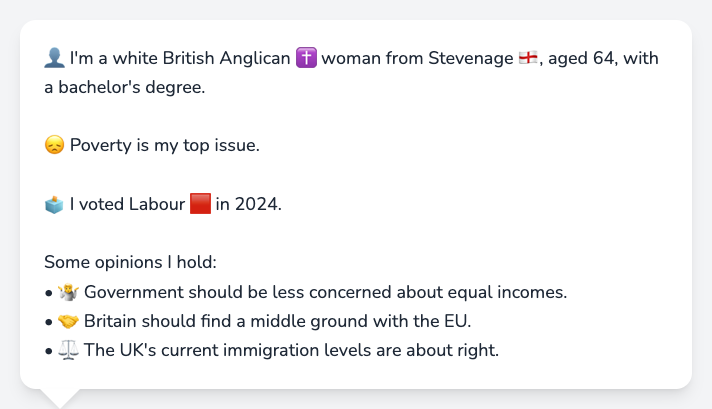 👤 I'm a white British Anglican ✝️ woman from Stevenage 🏴󠁧󠁢󠁥󠁮󠁧󠁿, aged 64, with
a bachelor's degree.
😞 Poverty is my top issue.
🗳️ I voted Labour 🟥 in 2024.
Some opinions I hold:
• 🤷 Government should be less concerned about equal incomes.
• 🤝 Britain should find a middle ground with the EU.
• ⚖️ The UK's current immigration levels are about right.